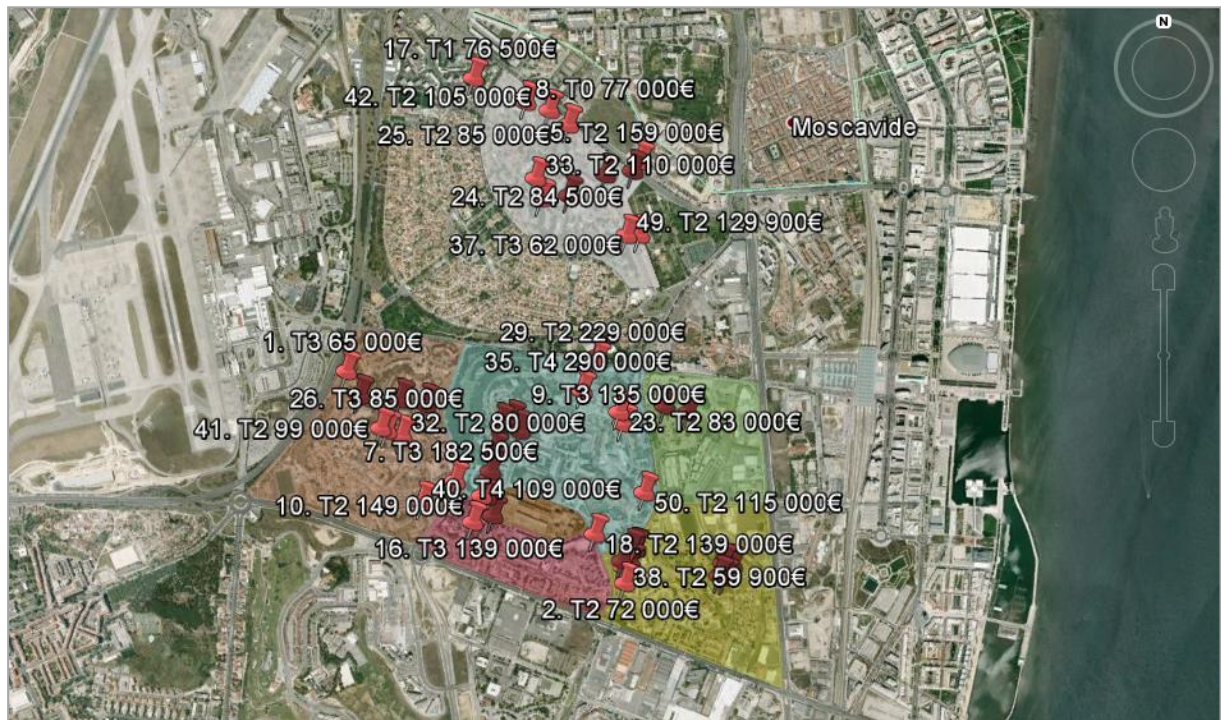 N
17. T1 76 500€
42. T2 105 000€
8. T0 77 000€
25. T2 85 000€
5. T2 159 000€
Moscavide
33. T2 110 000€
24. T2 84 500€
49. T2 129 900€
37. T3 62 000€
29. T2 229 000€
1. T3 65 000€
35. T4 290 000€
26. T3 85 000€
9. T3 135 000€
41. T2 99 000€
32. T2 80 000€
23. T2 83 000€
7. T3 182 500€
40. T4 109 000€
10. T2 149 000€
50. T2 115 000€
16. T3 139 000€
18. T2 139 000€
38. T2 59 900€
2. T2 72 000€